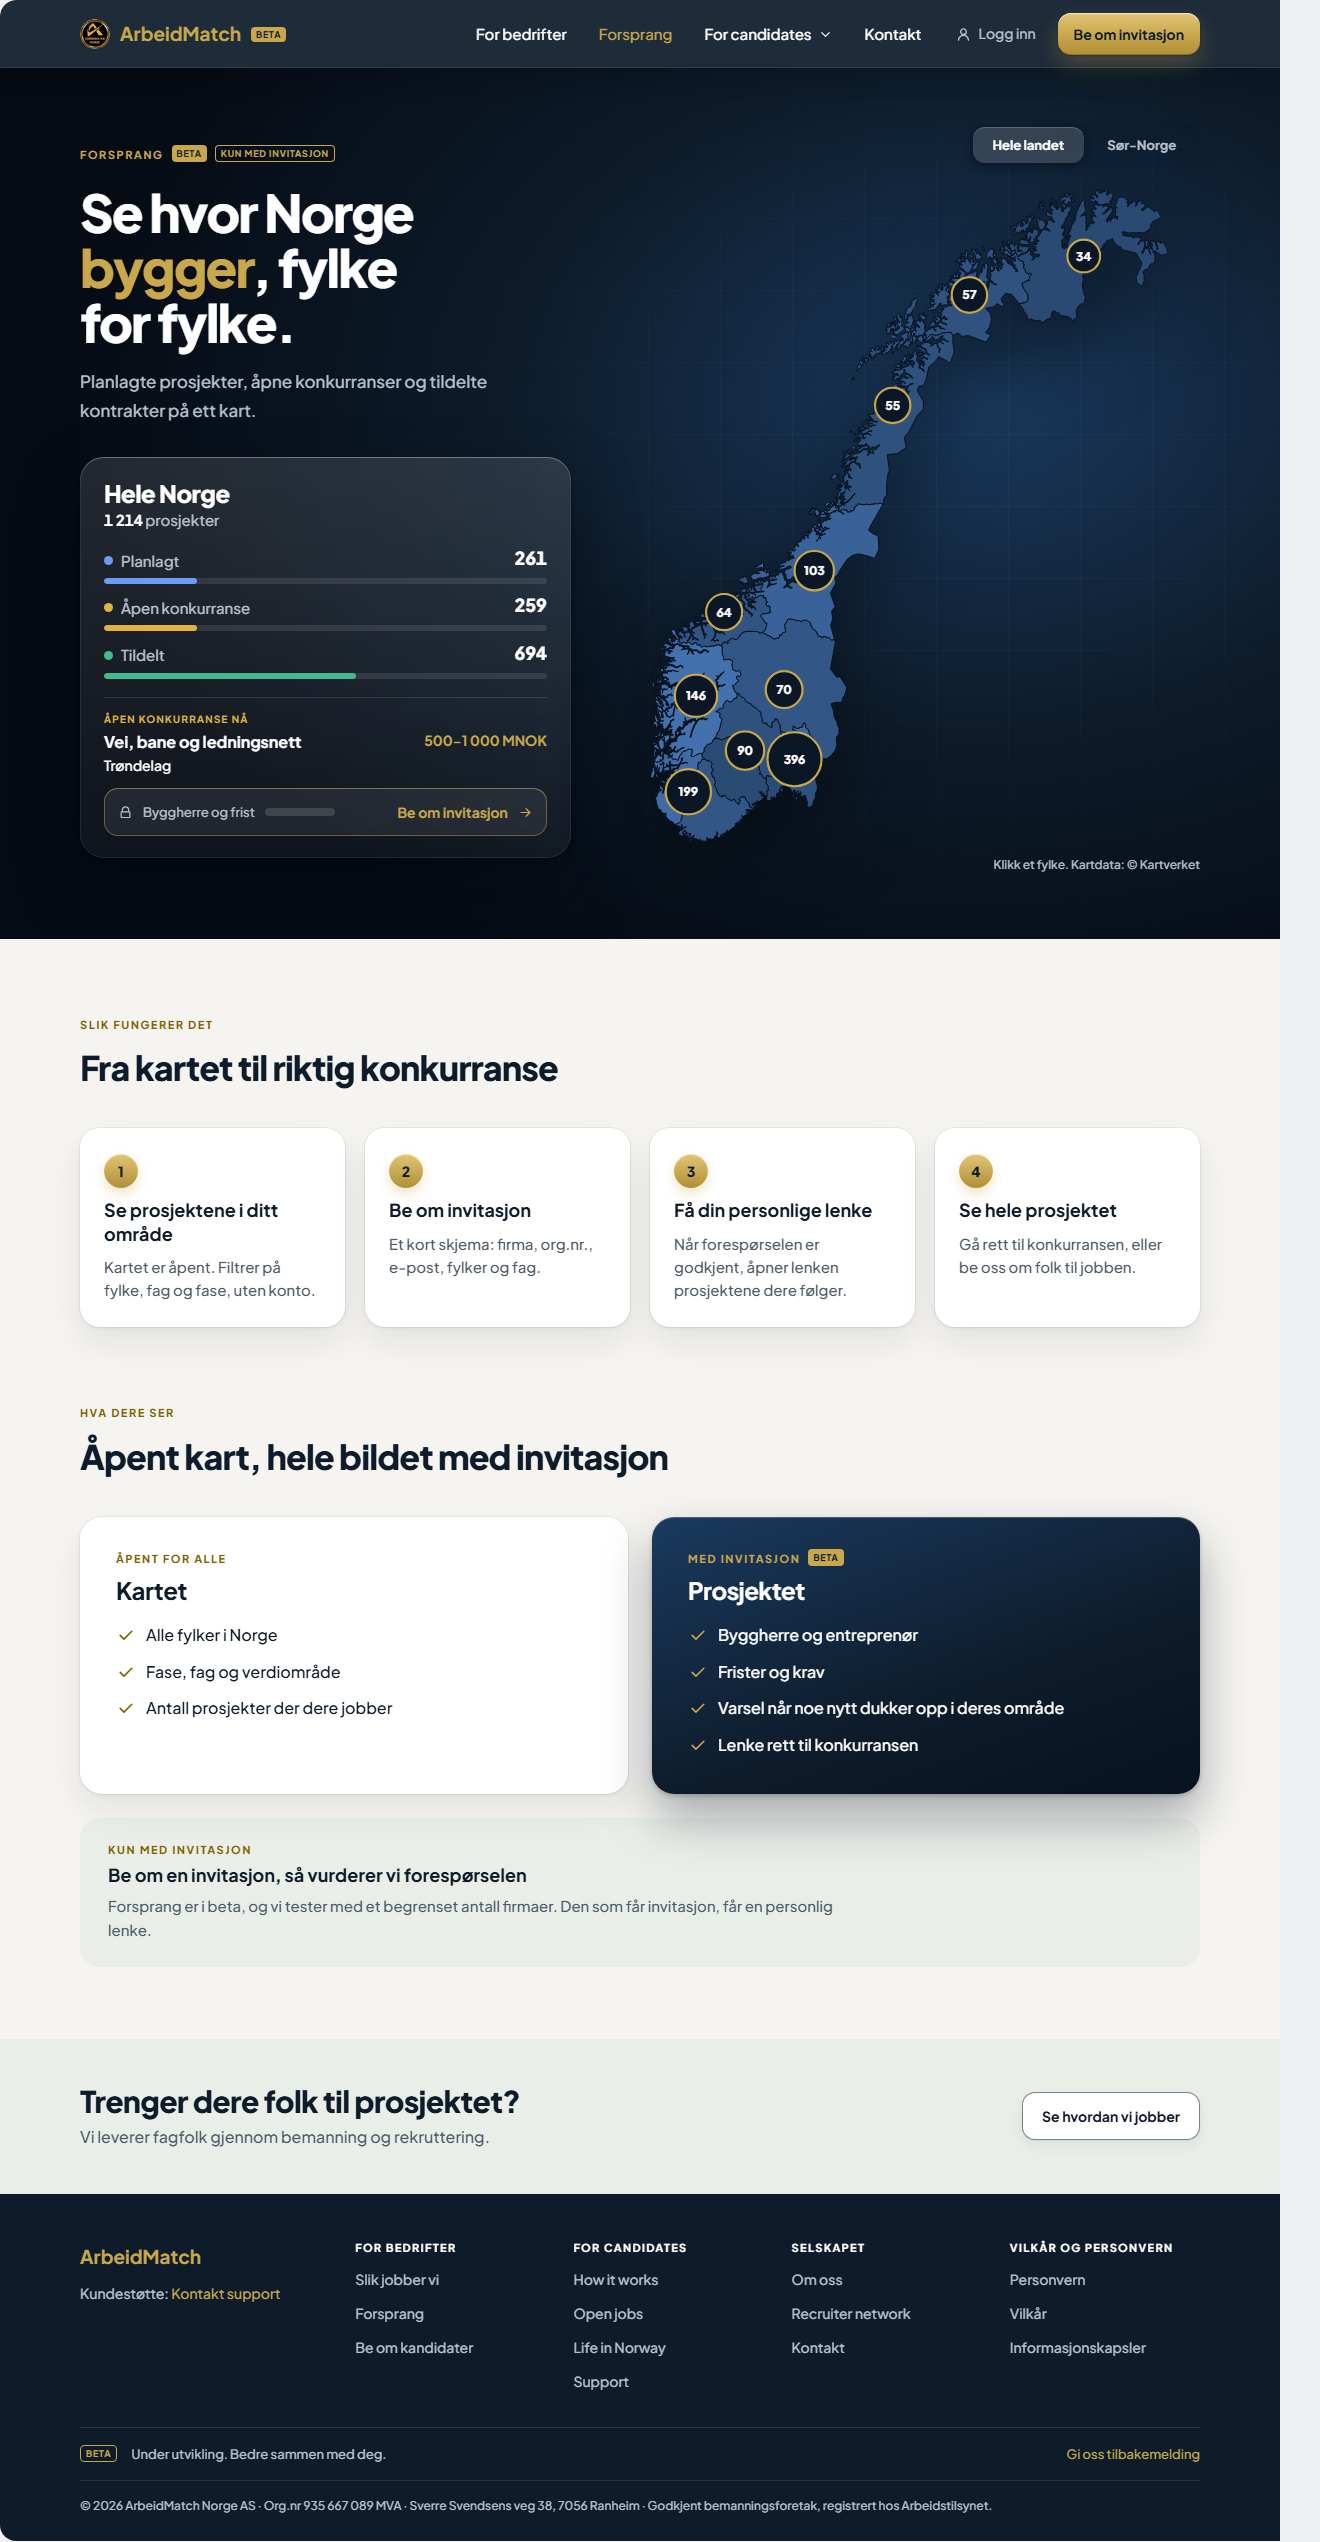 ArbeidMatch BETA
For bedrifter
Forsprang
For candidates
Kontakt
Logg inn
Be om invitasjon
FORSPRANG BETA KUN MED INVITASJON
Se hvor Norge
bygger, fylke
for fylke.
Planlagte prosjekter, åpne konkurranser og tildelte
kontrakter på ett kart.
Hele Norge
1 214 prosjekter
Planlagt 261
Åpen konkurranse 259
Tildelt 694
ÅPEN KONKURRANSE NÅ
Vei, bane og ledningsnett 500–1 000 MNOK
Trøndelag
Byggherre og frist Be om invitasjon →
Hele landet Sør-Norge
34
57
55
103
64
146
70
90
396
199
Klikk et fylke. Kartdata: © Kartverket
SLIK FUNGERER DET
Fra kartet til riktig konkurranse
1
Se prosjektene i ditt
område
Kartet er åpent. Filtrer på
fylke, fag og fase, uten konto.
2
Be om invitasjon
Et kort skjema: firma, org.nr.,
e-post, fylker og fag.
3
Få din personlige lenke
Når forespørselen er
godkjent, åpner lenken
prosjektene dere følger.
4
Se hele prosjektet
Gå rett til konkurransen, eller
be oss om folk til jobben.
HVA DERE SER
Åpent kart, hele bildet med invitasjon
ÅPENT FOR ALLE
Kartet
Alle fylker i Norge
Fase, fag og verdiområde
Antall prosjekter der dere jobber
MED INVITASJON BETA
Prosjektet
Byggherre og entreprenør
Frister og krav
Varsel når noe nytt dukker opp i deres område
Lenke rett til konkurransen
KUN MED INVITASJON
Be om en invitasjon, så vurderer vi forespørselen
Forsprang er i beta, og vi tester med et begrenset antall firmaer. Den som får invitasjon, får en personlig
lenke.
Trenger dere folk til prosjektet?
Vi leverer fagfolk gjennom bemanning og rekruttering.
Se hvordan vi jobber
ArbeidMatch
Kundestøtte: Kontakt support
FOR BEDRIFTER
Slik jobber vi
Forsprang
Be om kandidater
FOR CANDIDATES
How it works
Open jobs
Life in Norway
Support
SELSKAPET
Om oss
Recruiter network
Kontakt
VILKÅR OG PERSONVERN
Personvern
Vilkår
Informasjonskapsler
BETA Under utvikling. Bedre sammen med deg.
Gi oss tilbakemelding
© 2026 ArbeidMatch Norge AS · Org.nr 935 667 089 MVA · Sverre Svendsens veg 38, 7056 Ranheim · Godkjent bemanningsforetak, registrert hos Arbeidstilsynet.